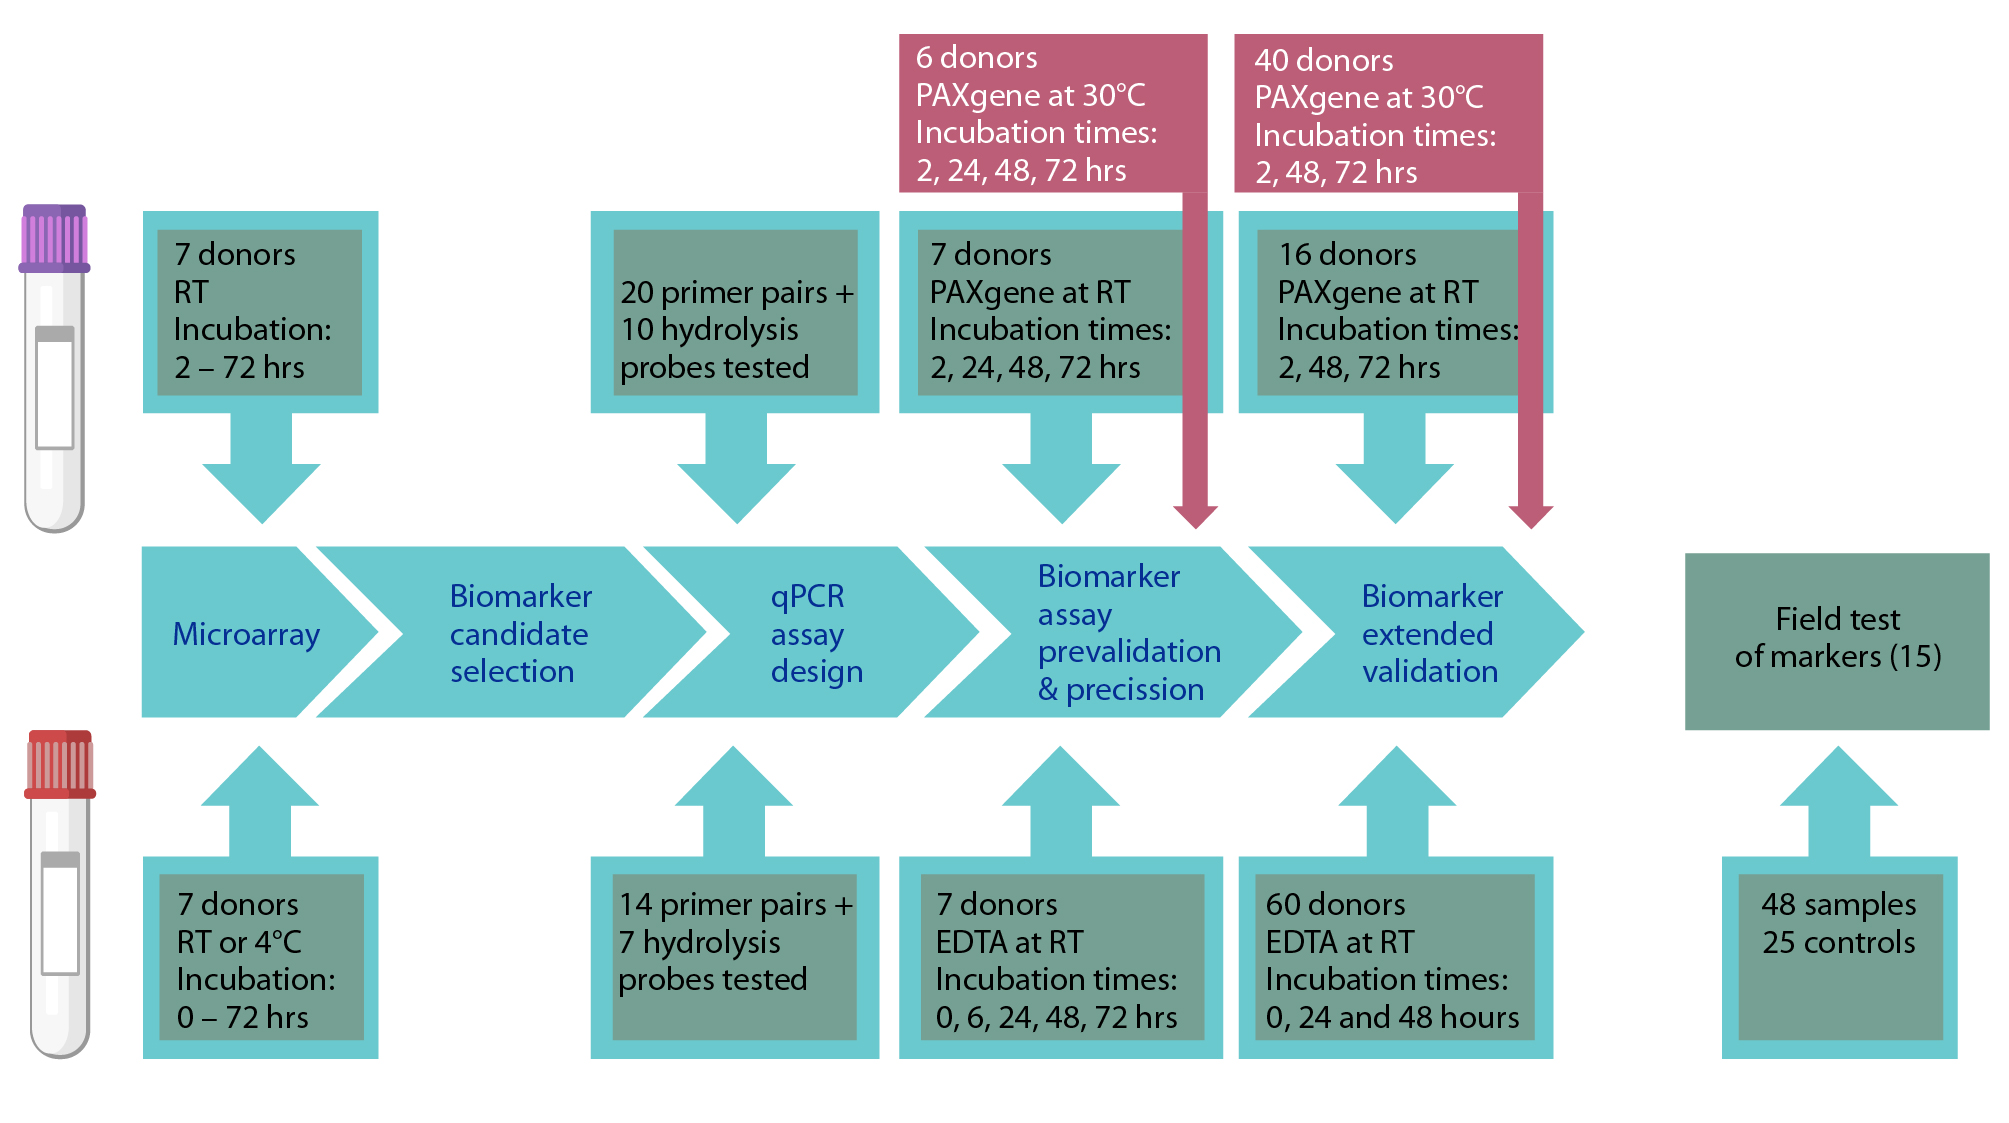 6 donors
PAXgene at 30°C
Incubation times:
2, 24, 48, 72 hrs
40 donors
PAXgene at 30°C
Incubation times:
2, 48, 72 hrs
7 donors
RT
Incubation:
2 – 72 hrs
20 primer pairs +
10 hydrolysis
probes tested
7 donors
PAXgene at RT
Incubation times:
2, 24, 48, 72 hrs
16 donors
PAXgene at RT
Incubation times:
2, 48, 72 hrs
Microarray
Biomarker
candidate
selection
qPCR
assay
design
Biomarker
assay
prevalidation
& precission
Biomarker
extended
validation
Field test
of markers (15)
7 donors
RT or 4°C
Incubation:
0 – 72 hrs
14 primer pairs +
7 hydrolysis
probes tested
7 donors
EDTA at RT
Incubation times:
0, 6, 24, 48, 72 hrs
60 donors
EDTA at RT
Incubation times:
0, 24 and 48 hours
48 samples
25 controls